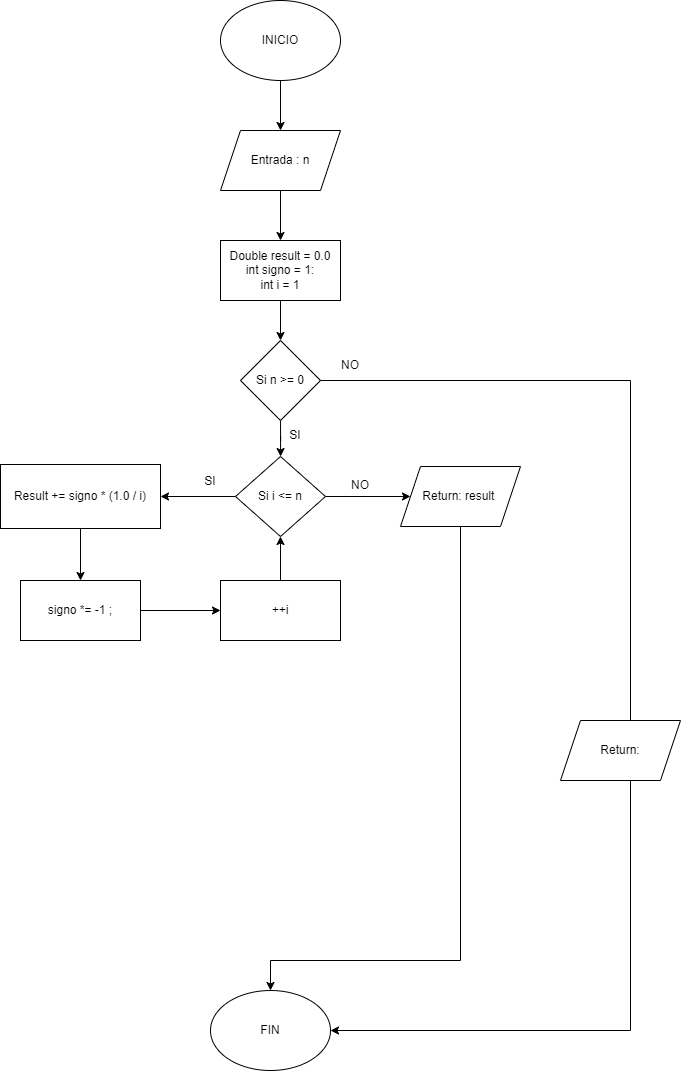 INICIO
Entrada : n
Double result = 0.0
int signo = 1:
int i = 1
Si n >= 0
NO
SI
Si i <= n
SI
NO
Result += signo * (1.0 / i)
Return: result
signo *= -1 ;
++i
Return:
FIN